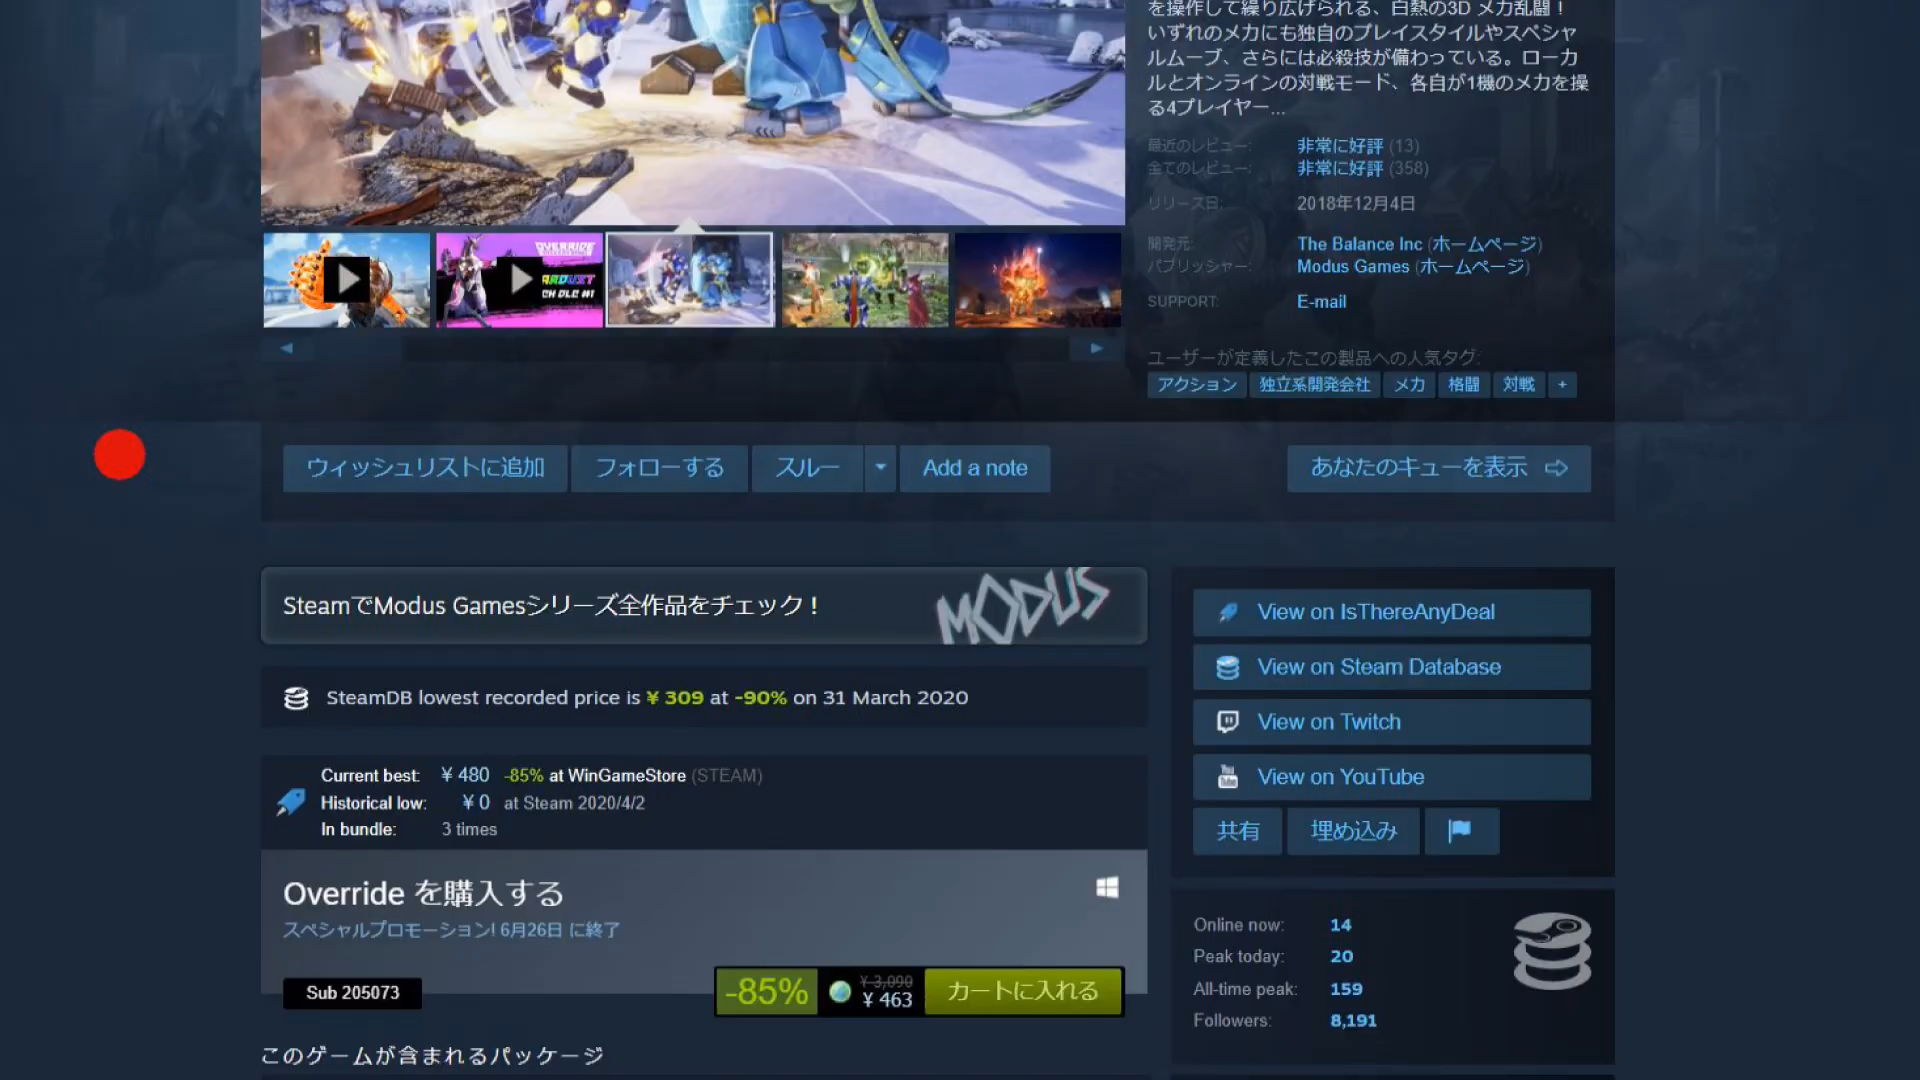 を操作して繰り広げられる、白熱の3D メカ乱闘！
いずれのメカにも独自のプレイスタイルやスペシャ
ルムーブ、さらには必殺技が備わっている。ローカ
ルとオンラインの対戦モード、各自が1機のメカを操
る4プレイヤー...
最近のレビュー: 非常に好評 (13)
全てのレビュー: 非常に好評 (358)
リリース日: 2018年12月4日
開発元: The Balance Inc (ホームページ)
パブリッシャー: Modus Games (ホームページ)
SUPPORT: E-mail
ユーザーが定義したこの製品への人気タグ:
アクション 独立系開発会社 メカ 格闘 対戦 +
OVERRIDE
ARDUST
CH DLC #1
ウィッシュリストに追加 フォローする スルー Add a note あなたのキューを表示
SteamでModus Gamesシリーズ全作品をチェック！ MODUS
SteamDB lowest recorded price is ¥ 309 at -90% on 31 March 2020
Current best: ¥ 480 -85% at WinGameStore (STEAM)
Historical low: ¥ 0 at Steam 2020/4/2
In bundle: 3 times
Override を購入する
スペシャルプロモーション! 6月26日 に終了
Sub 205073
-85% ¥ 3,090 ¥ 463 カートに入れる
このゲームが含まれるパッケージ
View on IsThereAnyDeal
View on Steam Database
View on Twitch
You Tube View on YouTube
共有 埋め込み
Online now: 14
Peak today: 20
All-time peak: 159
Followers: 8,191